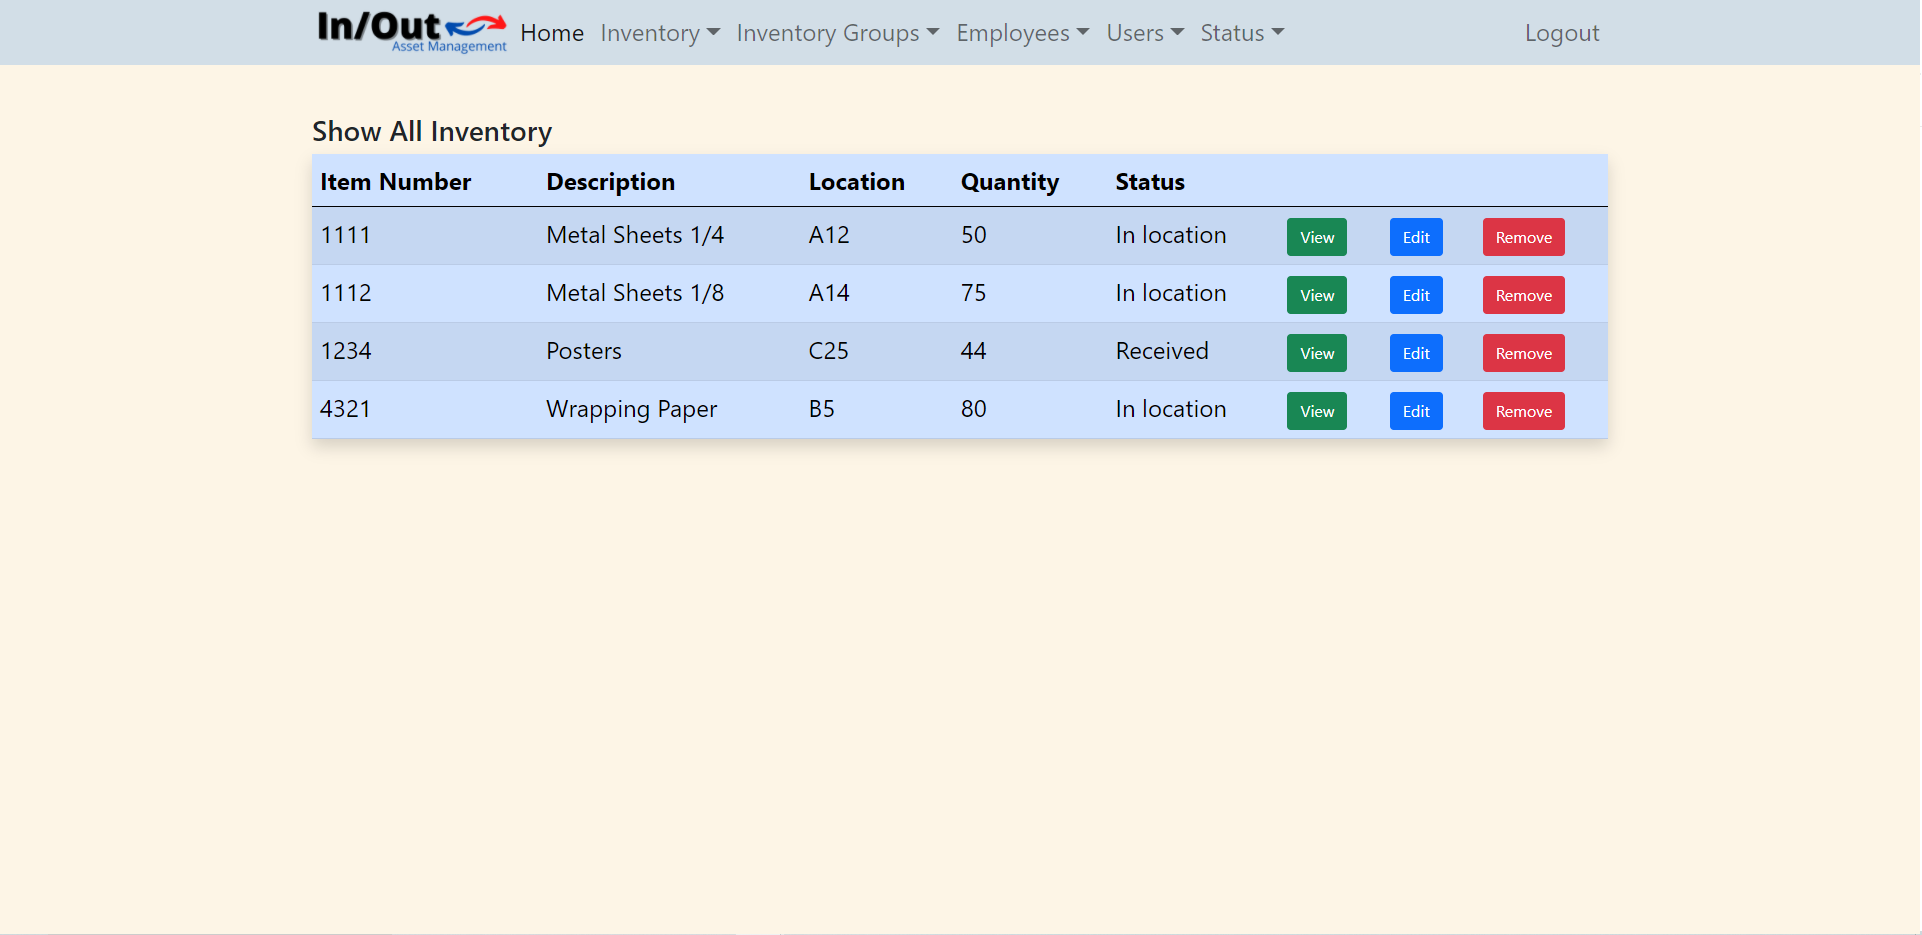 In/Out Asset Management Home Inventory Inventory Groups Employees Users Status Logout
Show All Inventory
Item Number Description Location Quantity Status
1111 Metal Sheets 1/4 A12 50 In location View Edit Remove
1112 Metal Sheets 1/8 A14 75 In location View Edit Remove
1234 Posters C25 44 Received View Edit Remove
4321 Wrapping Paper B5 80 In location View Edit Remove